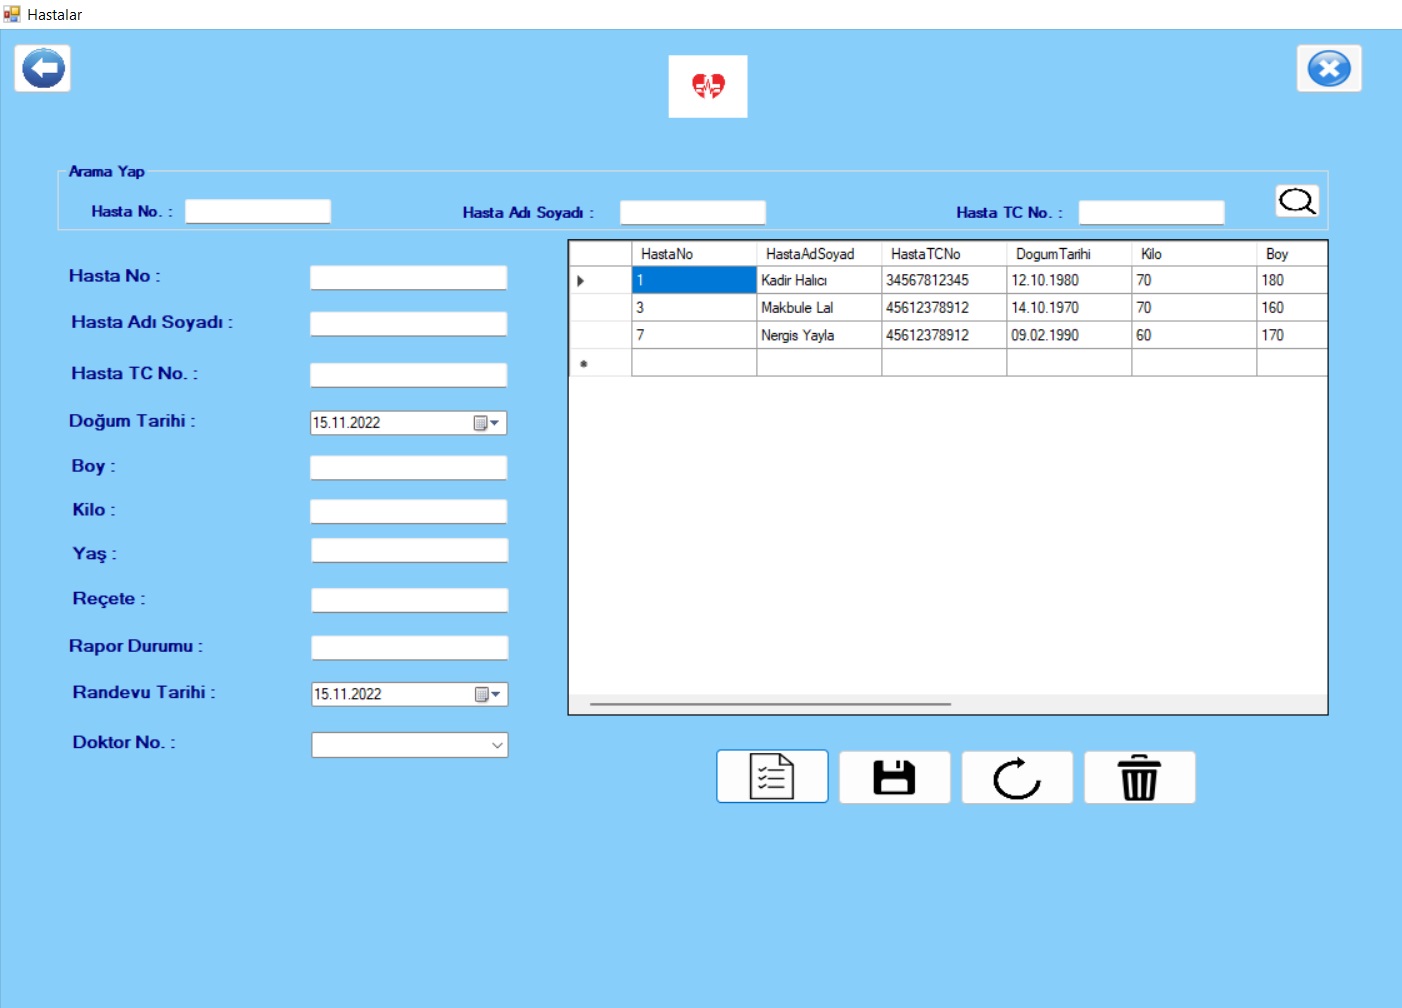 Hastalar
Arama Yap
Hasta No. :
Hasta Adı Soyadı :
Hasta TC No. :
HastaNo HastaAdSoyad HastaTCNo DogumTarihi Kilo Boy
1 Kadir Halıcı 34567812345 12.10.1980 70 180
3 Makbule Lal 45612378912 14.10.1970 70 160
7 Nergis Yayla 45612378912 09.02.1990 60 170
Hasta No :
Hasta Adı Soyadı :
Hasta TC No. :
Doğum Tarihi : 15.11.2022
Boy :
Kilo :
Yaş :
Reçete :
Rapor Durumu :
Randevu Tarihi : 15.11.2022
Doktor No. :